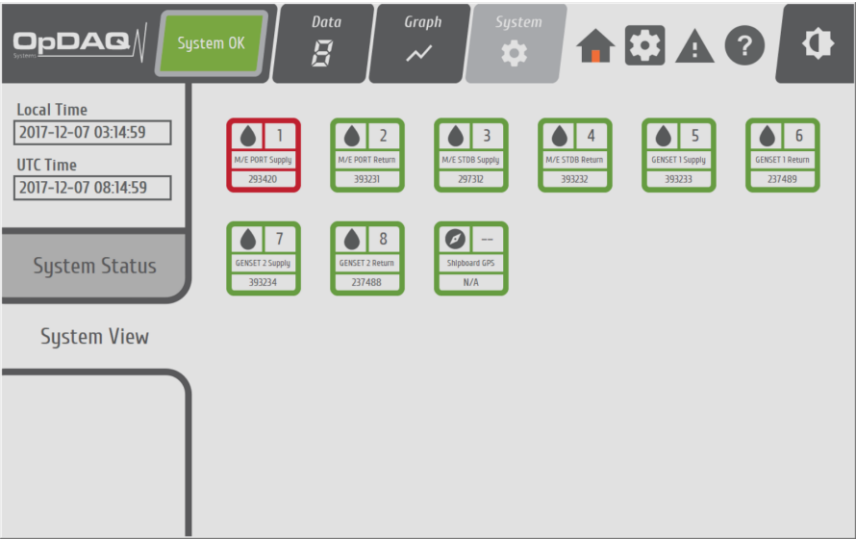 OpDAQ
Systems
System OK
Data
8
Graph
System
?
Local Time
2017-12-07 03:14:59
UTC Time
2017-12-07 08:14:59
System Status
System View
1
M/E PORT Supply
293420
2
M/E PORT Return
393231
3
M/E STDB Supply
297312
4
M/E STDB Return
393232
5
GENSET 1 Supply
393233
6
GENSET 1 Return
237489
7
GENSET 2 Supply
393234
8
GENSET 2 Return
237488
--
Shipboard GPS
N/A